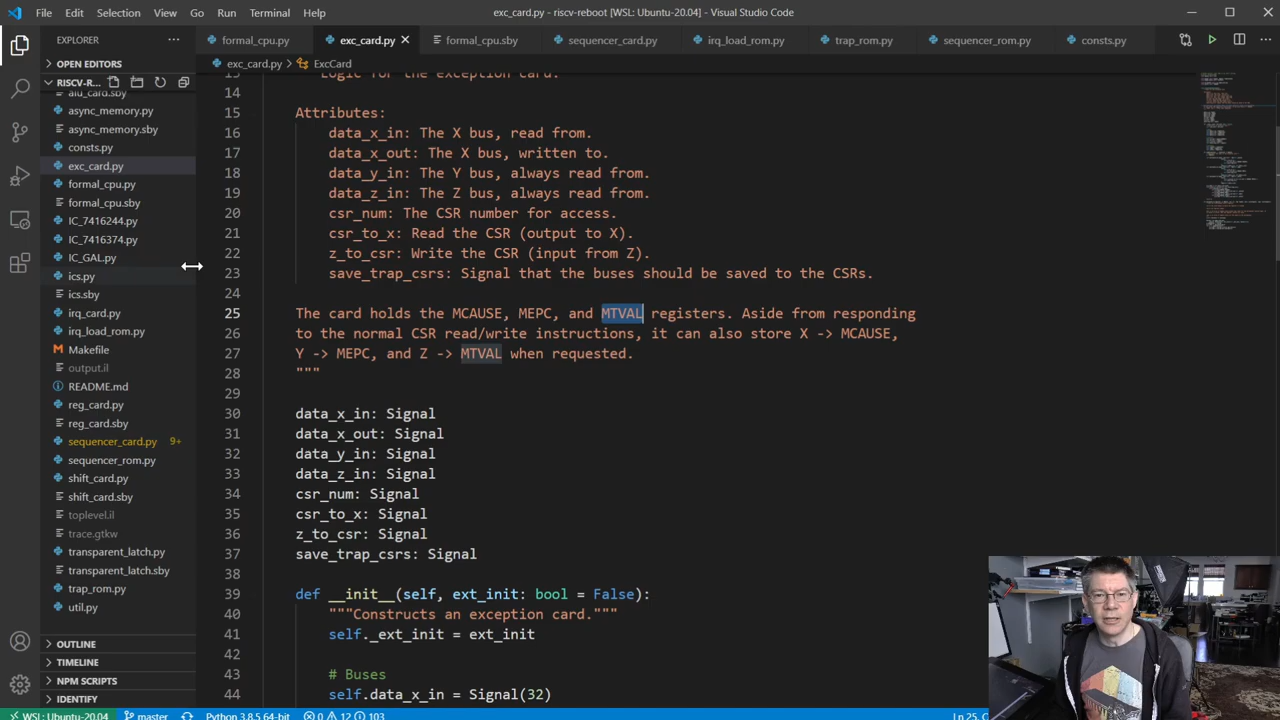 File Edit Selection View Go Run Terminal Help
exc_card.py - riscv-reboot [WSL: Ubuntu-20.04] - Visual Studio Code
EXPLORER
formal_cpu.py exc_card.py formal_cpu.sby sequencer_card.py irq_load_rom.py trap_rom.py sequencer_rom.py consts.py
OPEN EDITORS
exc_card.py > ExcCard
RISCV-R...
alu_card.sby
async_memory.py
async_memory.sby
consts.py
exc_card.py
formal_cpu.py
formal_cpu.sby
IC_7416244.py
IC_7416374.py
IC_GAL.py
ics.py
ics.sby
irq_card.py
irq_load_rom.py
Makefile
output.il
README.md
reg_card.py
reg_card.sby
sequencer_card.py 9+
sequencer_rom.py
shift_card.py
shift_card.sby
toplevel.il
trace.gtkw
transparent_latch.py
transparent_latch.sby
trap_rom.py
util.py
OUTLINE
TIMELINE
NPM SCRIPTS
IDENTIFY
13 Logic for the exception card.
14
15 Attributes:
16 data_x_in: The X bus, read from.
17 data_x_out: The X bus, written to.
18 data_y_in: The Y bus, always read from.
19 data_z_in: The Z bus, always read from.
20 csr_num: The CSR number for access.
21 csr_to_x: Read the CSR (output to X).
22 z_to_csr: Write the CSR (input from Z).
23 save_trap_csrs: Signal that the buses should be saved to the CSRs.
24
25 The card holds the MCAUSE, MEPC, and MTVAL registers. Aside from responding
26 to the normal CSR read/write instructions, it can also store X -> MCAUSE,
27 Y -> MEPC, and Z -> MTVAL when requested.
28 """
29
30 data_x_in: Signal
31 data_x_out: Signal
32 data_y_in: Signal
33 data_z_in: Signal
34 csr_num: Signal
35 csr_to_x: Signal
36 z_to_csr: Signal
37 save_trap_csrs: Signal
38
39 def __init__(self, ext_init: bool = False):
40 """Constructs an exception card."""
41 self._ext_init = ext_init
42
43 # Buses
44 self.data_x_in = Signal(32)
WSL: Ubuntu-20.04 master Python 3.8.5 64-bit 0 12 103 Ln 25,